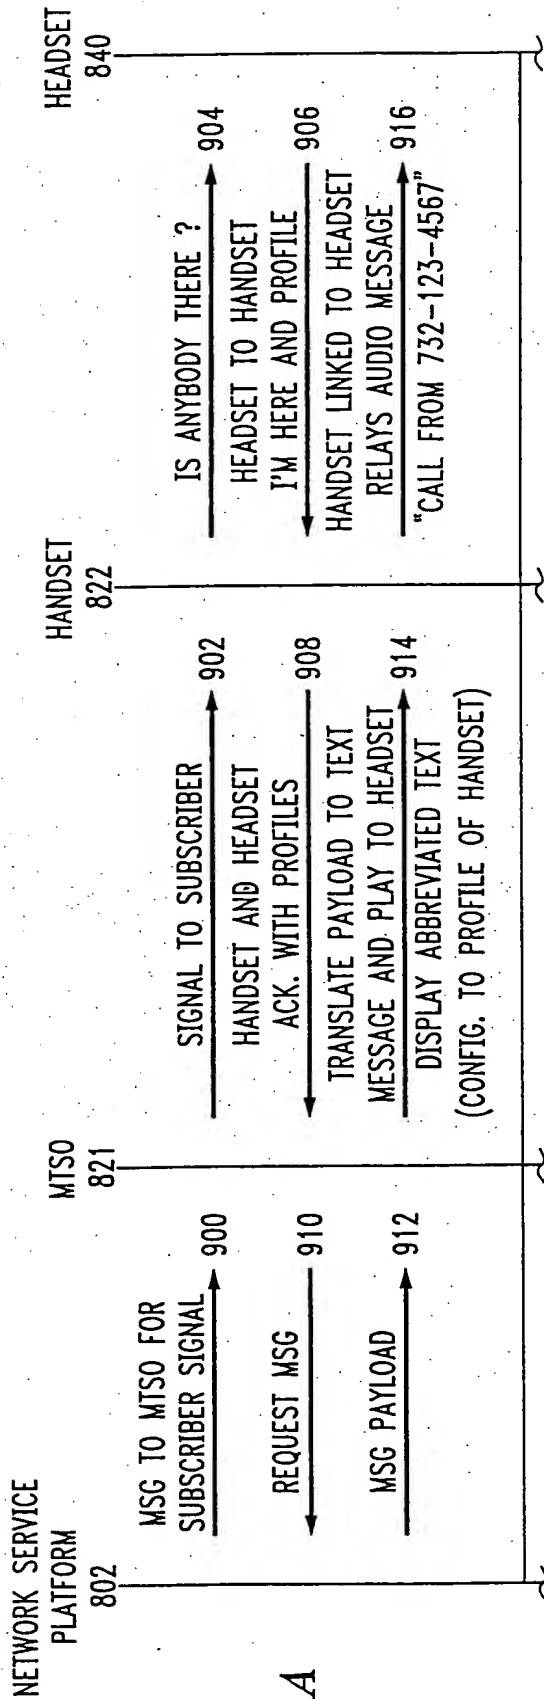 NETWORK SERVICE
PLATFORM
802
MTSO
821
HANDSET
822
HEADSET
840
MSG TO MTSO FOR
SUBSCRIBER SIGNAL
900
REQUEST MSG
910
MSG PAYLOAD
912
SIGNAL TO SUBSCRIBER
902
HANDSET AND HEADSET
ACK. WITH PROFILES
908
TRANSLATE PAYLOAD TO TEXT
MESSAGE AND PLAY TO HEADSET
914
DISPLAY ABBREVIATED TEXT
(CONFIG. TO PROFILE OF HANDSET)
IS ANYBODY THERE ?
904
HEADSET TO HANDSET
I'M HERE AND PROFILE
906
HANDSET LINKED TO HEADSET
RELAYS AUDIO MESSAGE
916
"CALL FROM 732-123-4567"
A